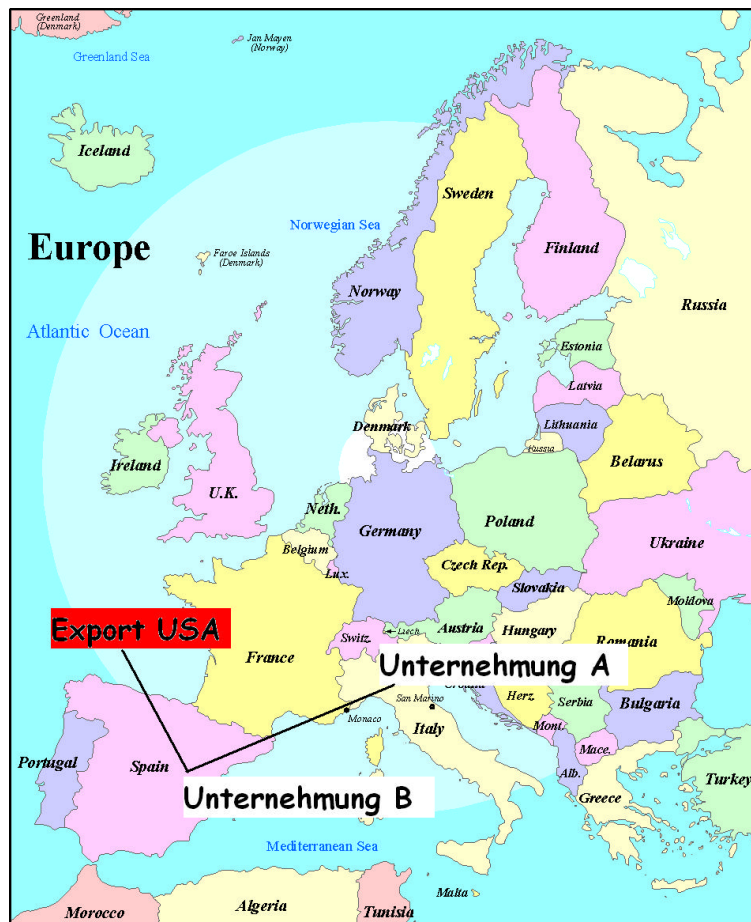 Greenland
(Denmark)
Jan Mayen
(Norway)
Greenland Sea
Iceland
Sweden
Norwegian Sea
Finland
Europe
Faroe Islands
(Denmark)
Norway
Russia
Atlantic Ocean
Estonia
Latvia
Denmark
Lithuania
Russia
Ireland
Belarus
U.K.
Neth.
Germany
Poland
Ukraine
Belgium
Czech Rep.
Lux.
Slovakia
Moldova
Export USA
Switz.
Liech.
Austria
Hungary
Romania
France
Unternehmung A
Croatia
San Marino
Herz.
Serbia
Bulgaria
Monaco
Italy
Mont.
Mace.
Portugal
Spain
Alb.
Turkey
Unternehmung B
Greece
Mediterranean Sea
Malta
Morocco
Algeria
Tunisia